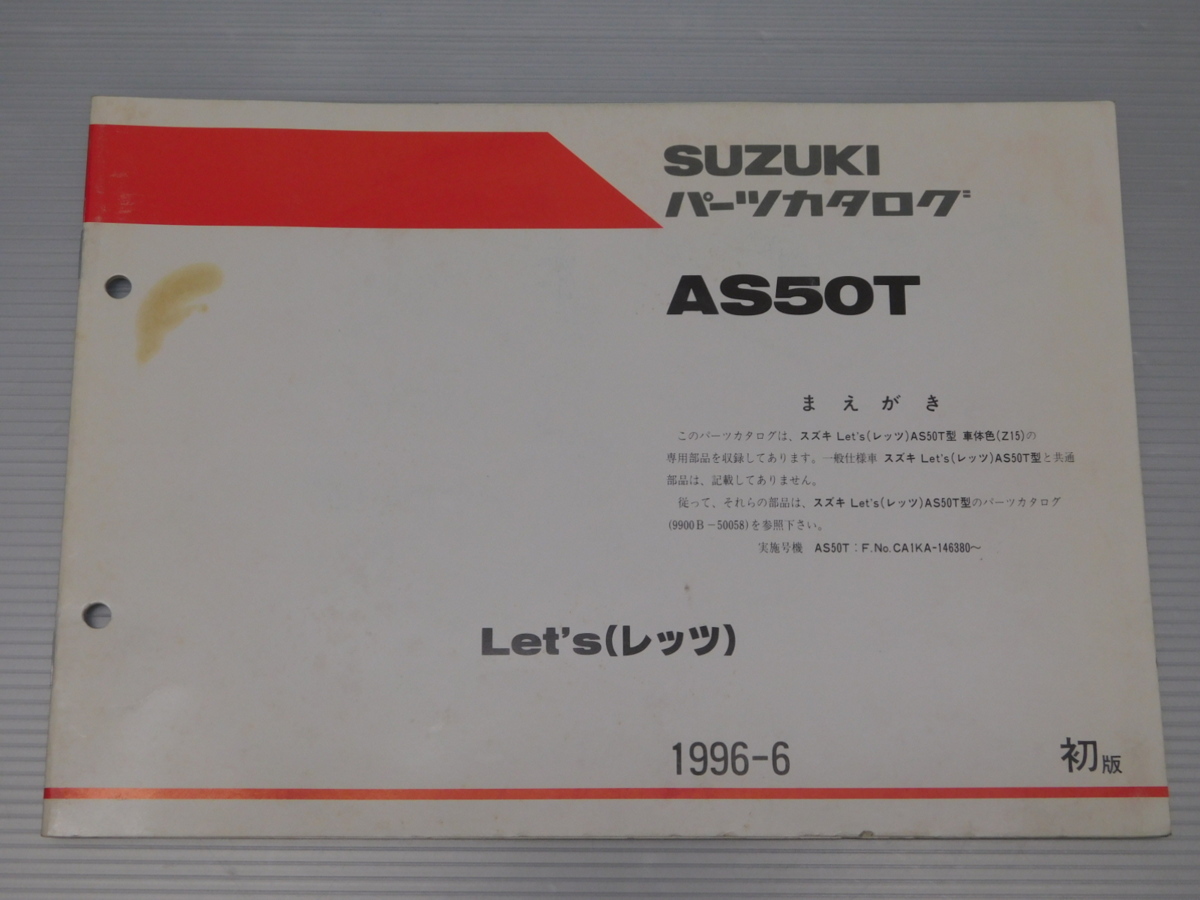 SUZUKI
パーツカタログ
AS50T
まえがき
このパーツカタログは、スズキ Let's(レッツ)AS50T型 車体色(Z15)の
専用部品を収録してあります。一般仕様車 スズキ Let's(レッツ)AS50T型と共通
部品は、記載してありません。
従って、それらの部品は、スズキ Let's(レッツ)AS50T型のパーツカタログ
(9900B-50058)を参照下さい。
実施号機 AS50T：F.No.CA1KA-146380～
Let's(レッツ)
1996-6
初版